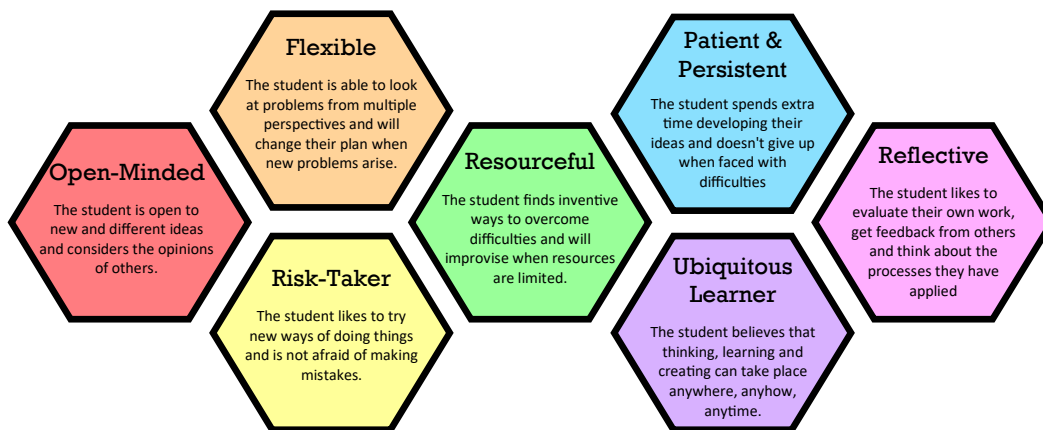 Open-Minded
The student is open to
new and different ideas
and considers the opinions
of others.
Flexible
The student is able to look
at problems from multiple
perspectives and will
change their plan when
new problems arise.
Risk-Taker
The student likes to try
new ways of doing things
and is not afraid of making
mistakes.
Resourceful
The student finds inventive
ways to overcome
difficulties and will
improvise when resources
are limited.
Patient &
Persistent
The student spends extra
time developing their
ideas and doesn't give up
when faced with
difficulties
Ubiquitous
Learner
The student believes that
thinking, learning and
creating can take place
anywhere, anyhow,
anytime.
Reflective
The student likes to
evaluate their own work,
get feedback from others
and think about the
processes they have
applied